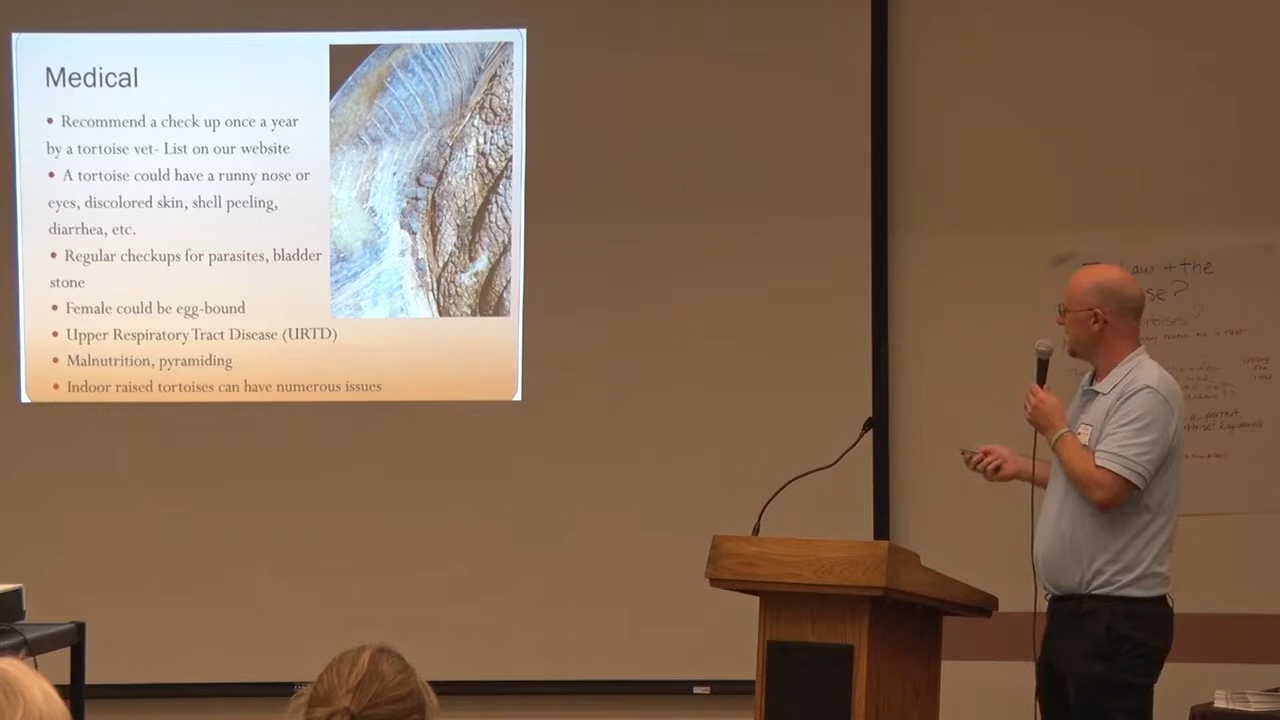 Medical
• Recommend a check up once a year
by a tortoise vet- List on our website
• A tortoise could have a runny nose or
eyes, discolored skin, shell peeling,
diarrhea, etc.
• Regular checkups for parasites, bladder
stone
• Female could be egg-bound
• Upper Respiratory Tract Disease (URTD)
• Malnutrition, pyramiding
• Indoor raised tortoises can have numerous issues
+ the
?